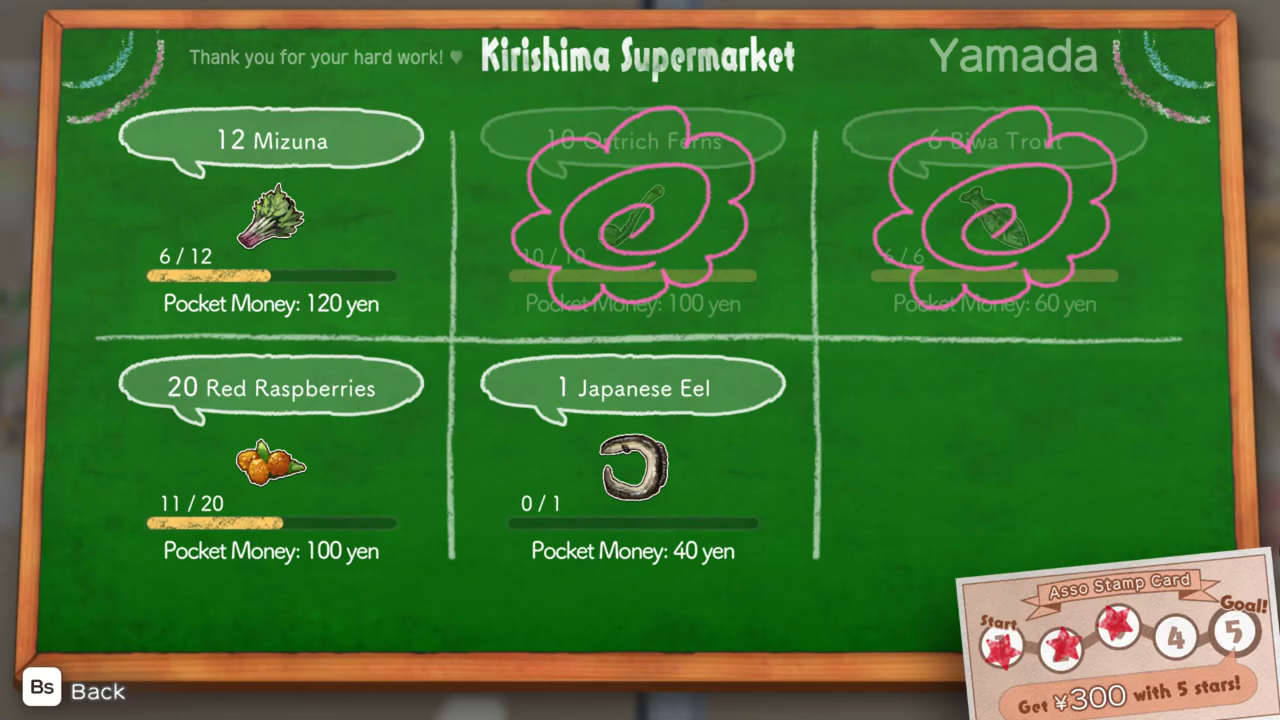 Thank you for your hard work! ♥ Kirishima Supermarket Yamada
12 Mizuna
6 / 12
Pocket Money: 120 yen
10 Ostrich Ferns
10 / 10
Pocket Money: 100 yen
6 Biwa Trout
6 / 6
Pocket Money: 60 yen
20 Red Raspberries
11 / 20
Pocket Money: 100 yen
1 Japanese Eel
0 / 1
Pocket Money: 40 yen
Asso Stamp Card
Start
Goal!
4 5
Get ¥300 with 5 stars!
Bs Back